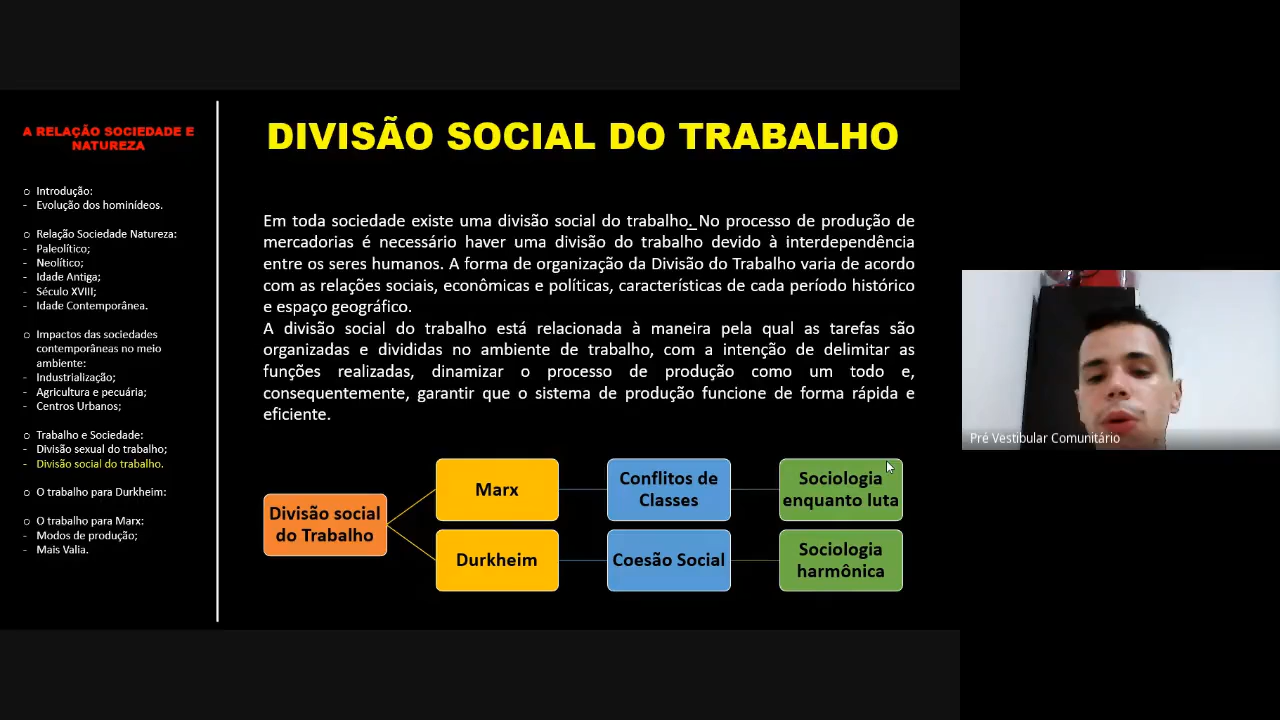 A RELAÇÃO SOCIEDADE E
NATUREZA
o Introdução:
- Evolução dos hominídeos.
o Relação Sociedade Natureza:
- Paleolítico;
- Neolítico;
- Idade Antiga;
- Século XVIII;
- Idade Contemporânea.
o Impactos das sociedades
contemporâneas no meio
ambiente:
- Industrialização;
- Agricultura e pecuária;
- Centros Urbanos;
o Trabalho e Sociedade:
- Divisão sexual do trabalho;
- Divisão social do trabalho.
o O trabalho para Durkheim:
o O trabalho para Marx:
- Modos de produção;
- Mais Valia.
DIVISÃO SOCIAL DO TRABALHO
Em toda sociedade existe uma divisão social do trabalho. No processo de produção de
mercadorias é necessário haver uma divisão do trabalho devido à interdependência
entre os seres humanos. A forma de organização da Divisão do Trabalho varia de acordo
com as relações sociais, econômicas e políticas, características de cada período histórico
e espaço geográfico.
A divisão social do trabalho está relacionada à maneira pela qual as tarefas são
organizadas e divididas no ambiente de trabalho, com a intenção de delimitar as
funções realizadas, dinamizar o processo de produção como um todo e,
consequentemente, garantir que o sistema de produção funcione de forma rápida e
eficiente.
Divisão social
do Trabalho
Marx
Conflitos de
Classes
Sociologia
enquanto luta
Durkheim
Coesão Social
Sociologia
harmônica
Pré Vestibular Comunitário